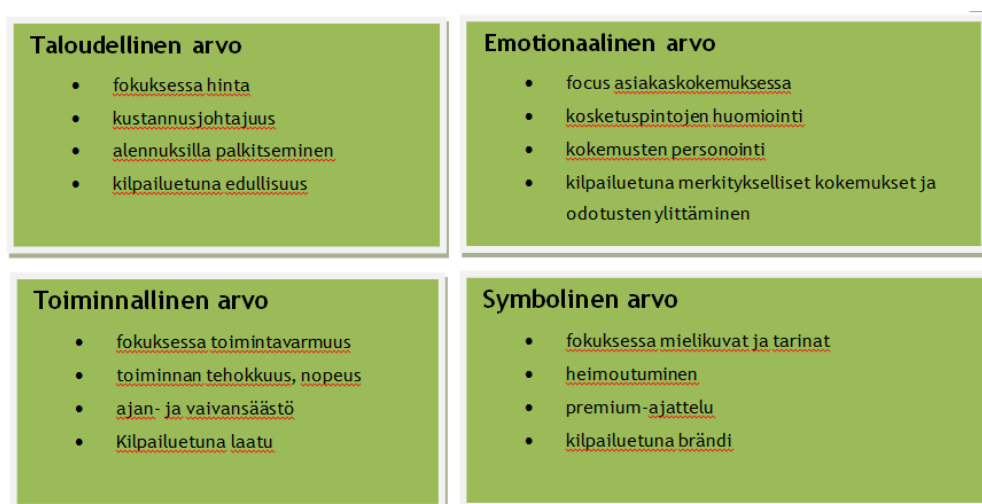 Taloudellinen arvo
• fokuksessa hinta
• kustannusjohtajuus
• alennuksilla palkitseminen
• kilpailuetuna edullisuus
Emotionaalinen arvo
• focus asiakaskokemuksessa
• kosketuspintojen huomiointi
• kokemusten personointi
• kilpailuetuna merkitykselliset kokemukset ja
odotusten ylittäminen
Toiminnallinen arvo
• fokuksessa toimintavarmuus
• toiminnan tehokkuus, nopeus
• ajan- ja vaivansäästö
• Kilpailuetuna laatu
Symbolinen arvo
• fokuksessa mielikuvat ja tarinat
• heimoutuminen
• premium-ajattelu
• kilpailuetuna brändi